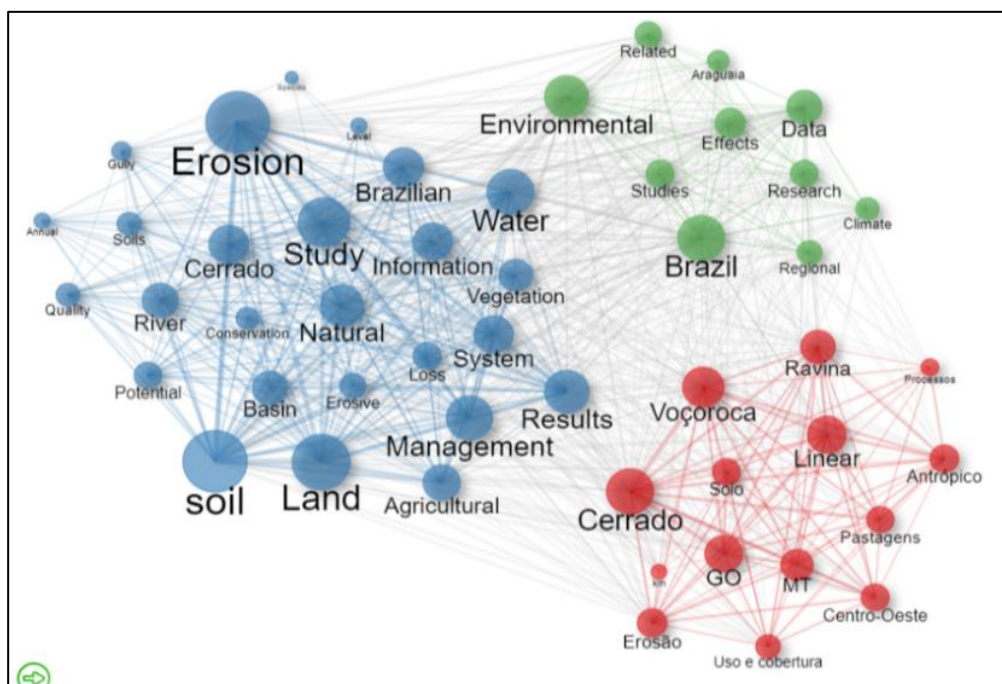 Related
Araguaia
Environmental
Data
Effects
Species
Level
Erosion
Gully
Brazilian
Studies
Research
Water
Climate
Annual
Soils
Cerrado
Study
Information
Brazil
Regional
Vegetation
Quality
River
Conservation
Natural
System
Loss
Potential
Basin
Erosive
Results
Management
Ravina
Processos
Voçoroca
Linear
Antrópico
soil
Land
Agricultural
Solo
Cerrado
Pastagens
GO
MT
km
Centro-Oeste
Erosão
Uso e cobertura